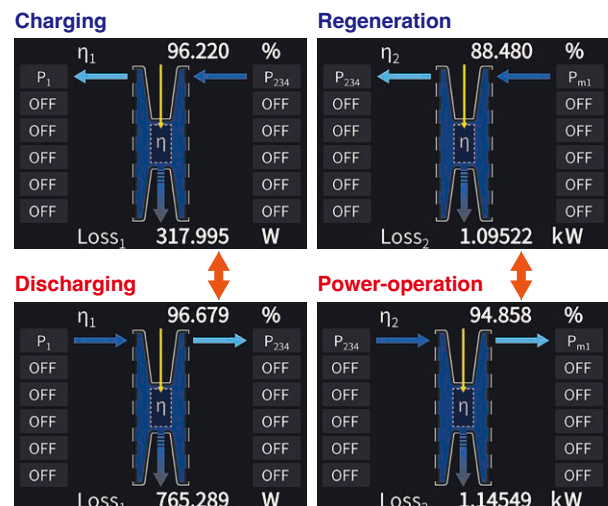 Charging
η1 96.220 %
P1 P234
OFF OFF
OFF OFF
OFF η OFF
OFF OFF
OFF OFF
Loss1 317.995 W
Regeneration
η2 88.480 %
P234 Pm1
OFF OFF
OFF OFF
OFF η OFF
OFF OFF
OFF OFF
Loss2 1.09522 kW
Discharging
η1 96.679 %
P1 P234
OFF OFF
OFF OFF
OFF η OFF
OFF OFF
OFF OFF
Loss1 765.289 W
Power-operation
η2 94.858 %
P234 Pm1
OFF OFF
OFF OFF
OFF η OFF
OFF OFF
OFF OFF
Loss2 1.14549 kW